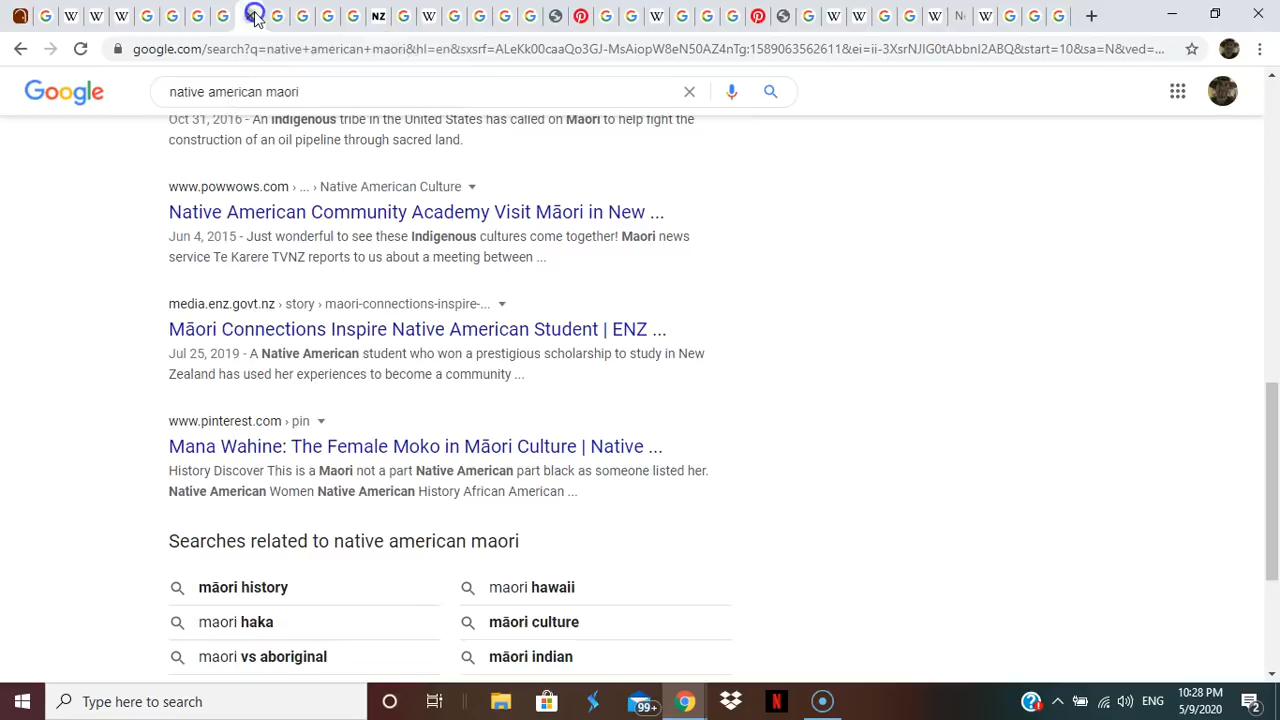 google.com/search?q=native+american+maori&hl=en&sxsrf=ALeKk00caaQo3GJ-MsAiopW8eN50AZ4nTg:1589063562611&ei=ii-3XsrNJIG0tAbbnI2ABQ&start=10&sa=N&ved=...
Google
native american maori
Oct 31, 2016 - An indigenous tribe in the United States has called on Maori to help fight the
construction of an oil pipeline through sacred land.
www.powwows.com › ... › Native American Culture
Native American Community Academy Visit Māori in New ...
Jun 4, 2015 - Just wonderful to see these Indigenous cultures come together! Maori news
service Te Karere TVNZ reports to us about a meeting between ...
media.enz.govt.nz › story › maori-connections-inspire-...
Māori Connections Inspire Native American Student | ENZ ...
Jul 25, 2019 - A Native American student who won a prestigious scholarship to study in New
Zealand has used her experiences to become a community ...
www.pinterest.com › pin
Mana Wahine: The Female Moko in Māori Culture | Native ...
History Discover This is a Maori not a part Native American part black as someone listed her.
Native American Women Native American History African American ...
Searches related to native american maori
māori history
maori hawaii
maori haka
māori culture
maori vs aboriginal
māori indian
Type here to search
99+
ENG
10:28 PM
5/9/2020
2